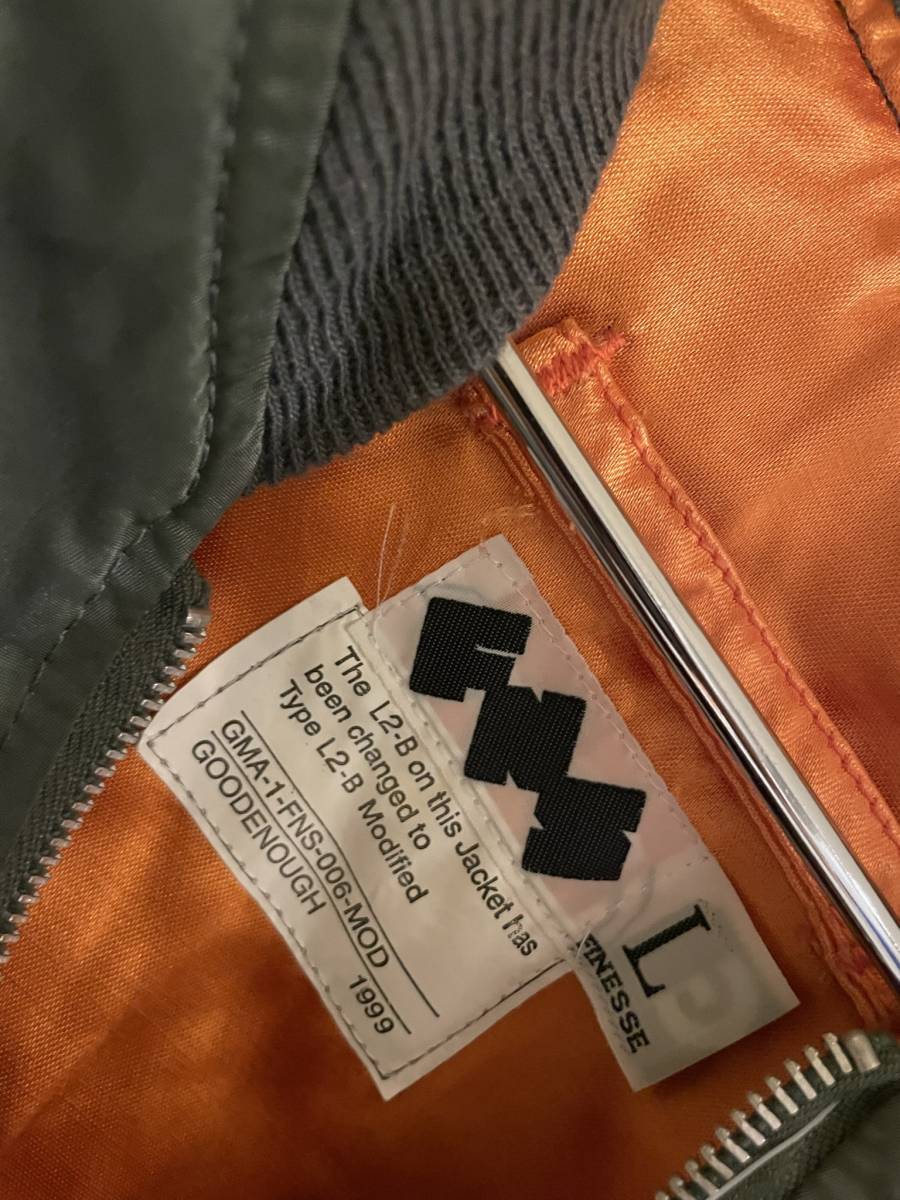 FNS
The L2-B on this Jacket has
been changed to
Type L2-B Modified
GMA-1-FNS-006-MOD
GOODENOUGH 1999
L
FINESSE